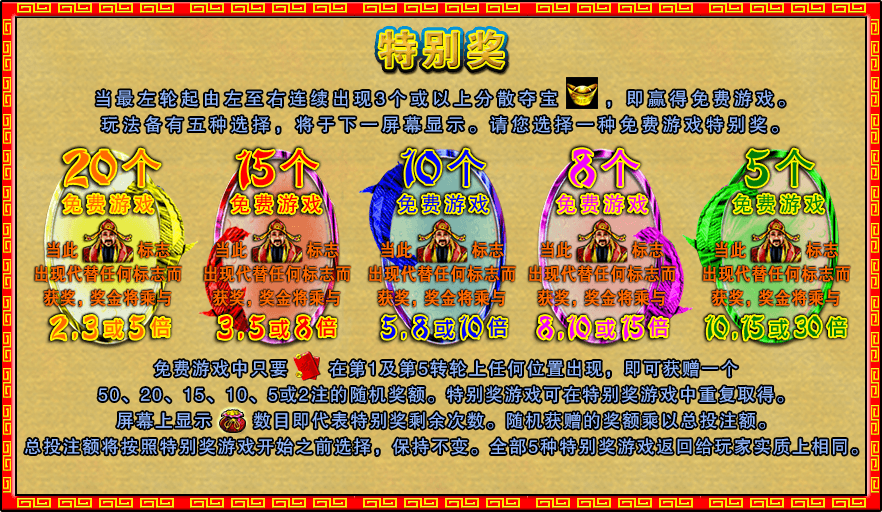 特别奖
当最左轮起由左至右连续出现3个或以上分散夺宝 ，即赢得免费游戏。
玩法备有五种选择，将于下一屏幕显示。请您选择一种免费游戏特别奖。
20个
免费游戏
当此 标志
出现代替任何标志而
获奖，奖金将乘与
2,3或5倍
15个
免费游戏
当此 标志
出现代替任何标志而
获奖，奖金将乘与
3,5或8倍
10个
免费游戏
当此 标志
出现代替任何标志而
获奖，奖金将乘与
5,8或10倍
8个
免费游戏
当此 标志
出现代替任何标志而
获奖，奖金将乘与
8,10或15倍
5个
免费游戏
当此 标志
出现代替任何标志而
获奖，奖金将乘与
10,15或30倍
免费游戏中只要 在第1及第5转轮上任何位置出现，即可获赠一个
50、20、15、10、5或2注的随机奖额。特别奖游戏可在特别奖游戏中重复取得。
屏幕上显示 数目即代表特别奖剩余次数。随机获赠的奖额乘以总投注额。
总投注额将按照特别奖游戏开始之前选择，保持不变。全部5种特别奖游戏返回给玩家实质上相同。